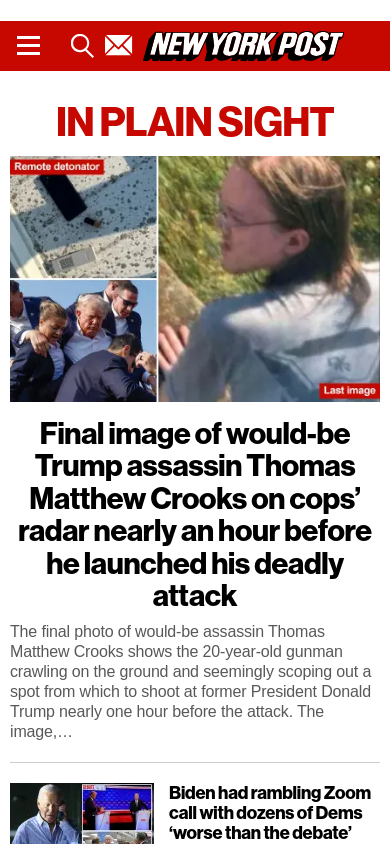 NEW YORK POST
IN PLAIN SIGHT
Remote detonator
Last image
Final image of would-be
Trump assassin Thomas
Matthew Crooks on cops’
radar nearly an hour before
he launched his deadly
attack
The final photo of would-be assassin Thomas
Matthew Crooks shows the 20-year-old gunman
crawling on the ground and seemingly scoping out a
spot from which to shoot at former President Donald
Trump nearly one hour before the attack. The
image,…
Biden had rambling Zoom
call with dozens of Dems
‘worse than the debate’